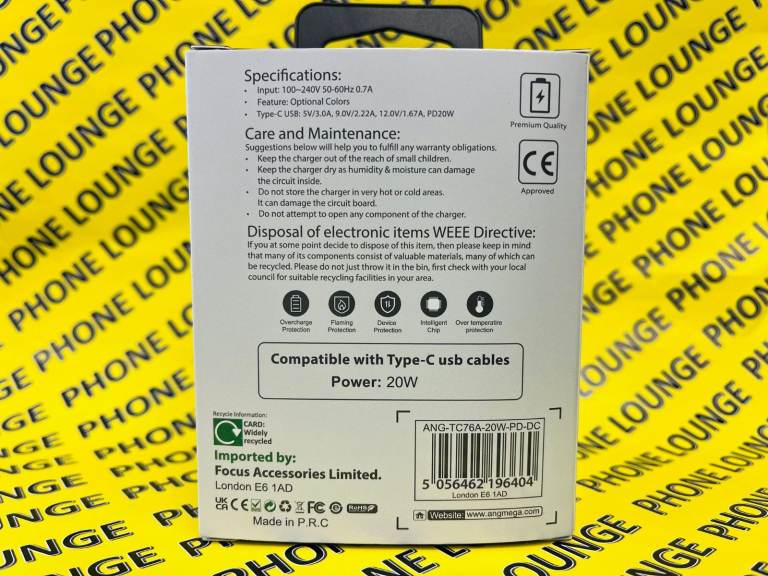 Specifications:
• Input: 100~240V 50-60Hz 0.7A
• Feature: Optional Colors
• Type-C USB: 5V/3.0A, 9.0V/2.22A, 12.0V/1.67A, PD20W
Premium Quality
Care and Maintenance:
Suggestions below will help you to fulfill any warranty obligations.
• Keep the charger out of the reach of small children.
• Keep the charger dry as humidity & moisture can damage
the circuit inside.
• Do not store the charger in very hot or cold areas.
It can damage the circuit board.
• Do not attempt to open any component of the charger.
CE
Approved
Disposal of electronic items WEEE Directive:
If you at some point decide to dispose of this item, then please keep in mind
that many of its components consist of valuable materials, many of which can
be recycled. Please do not just throw it in the bin, first check with your local
council for suitable recycling facilities in your area.
Overcharge
Protection
Flaming
Protection
Device
Protection
Intelligent
Chip
Over temperatire
protection
Compatible with Type-C usb cables
Power: 20W
Recycle Information:
CARD:
Widely
recycled
Imported by:
Focus Accessories Limited.
London E6 1AD
UK
CA CE FC RoHS
Made in P.R.C
ANG-TC76A-20W-PD-DC
5 056462 196404
London E6 1AD
Website: www.angmega.com
PHONE LOUNGE PHONE LOUNGE